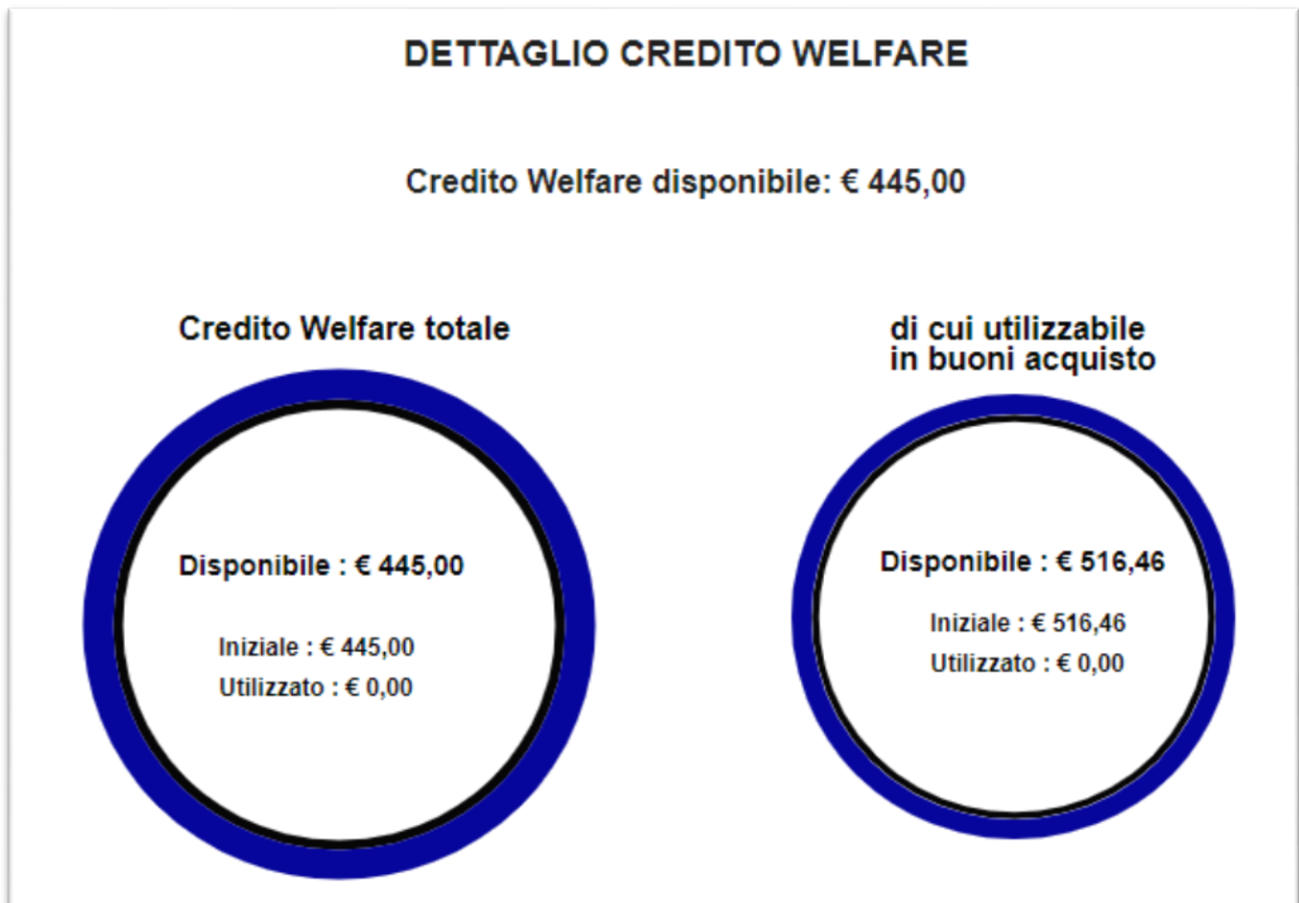 DETTAGLIO CREDITO WELFARE
Credito Welfare disponibile: € 445,00
Credito Welfare totale
Disponibile : € 445,00
Iniziale : € 445,00
Utilizzato : € 0,00
di cui utilizzabile
in buoni acquisto
Disponibile : € 516,46
Iniziale : € 516,46
Utilizzato : € 0,00